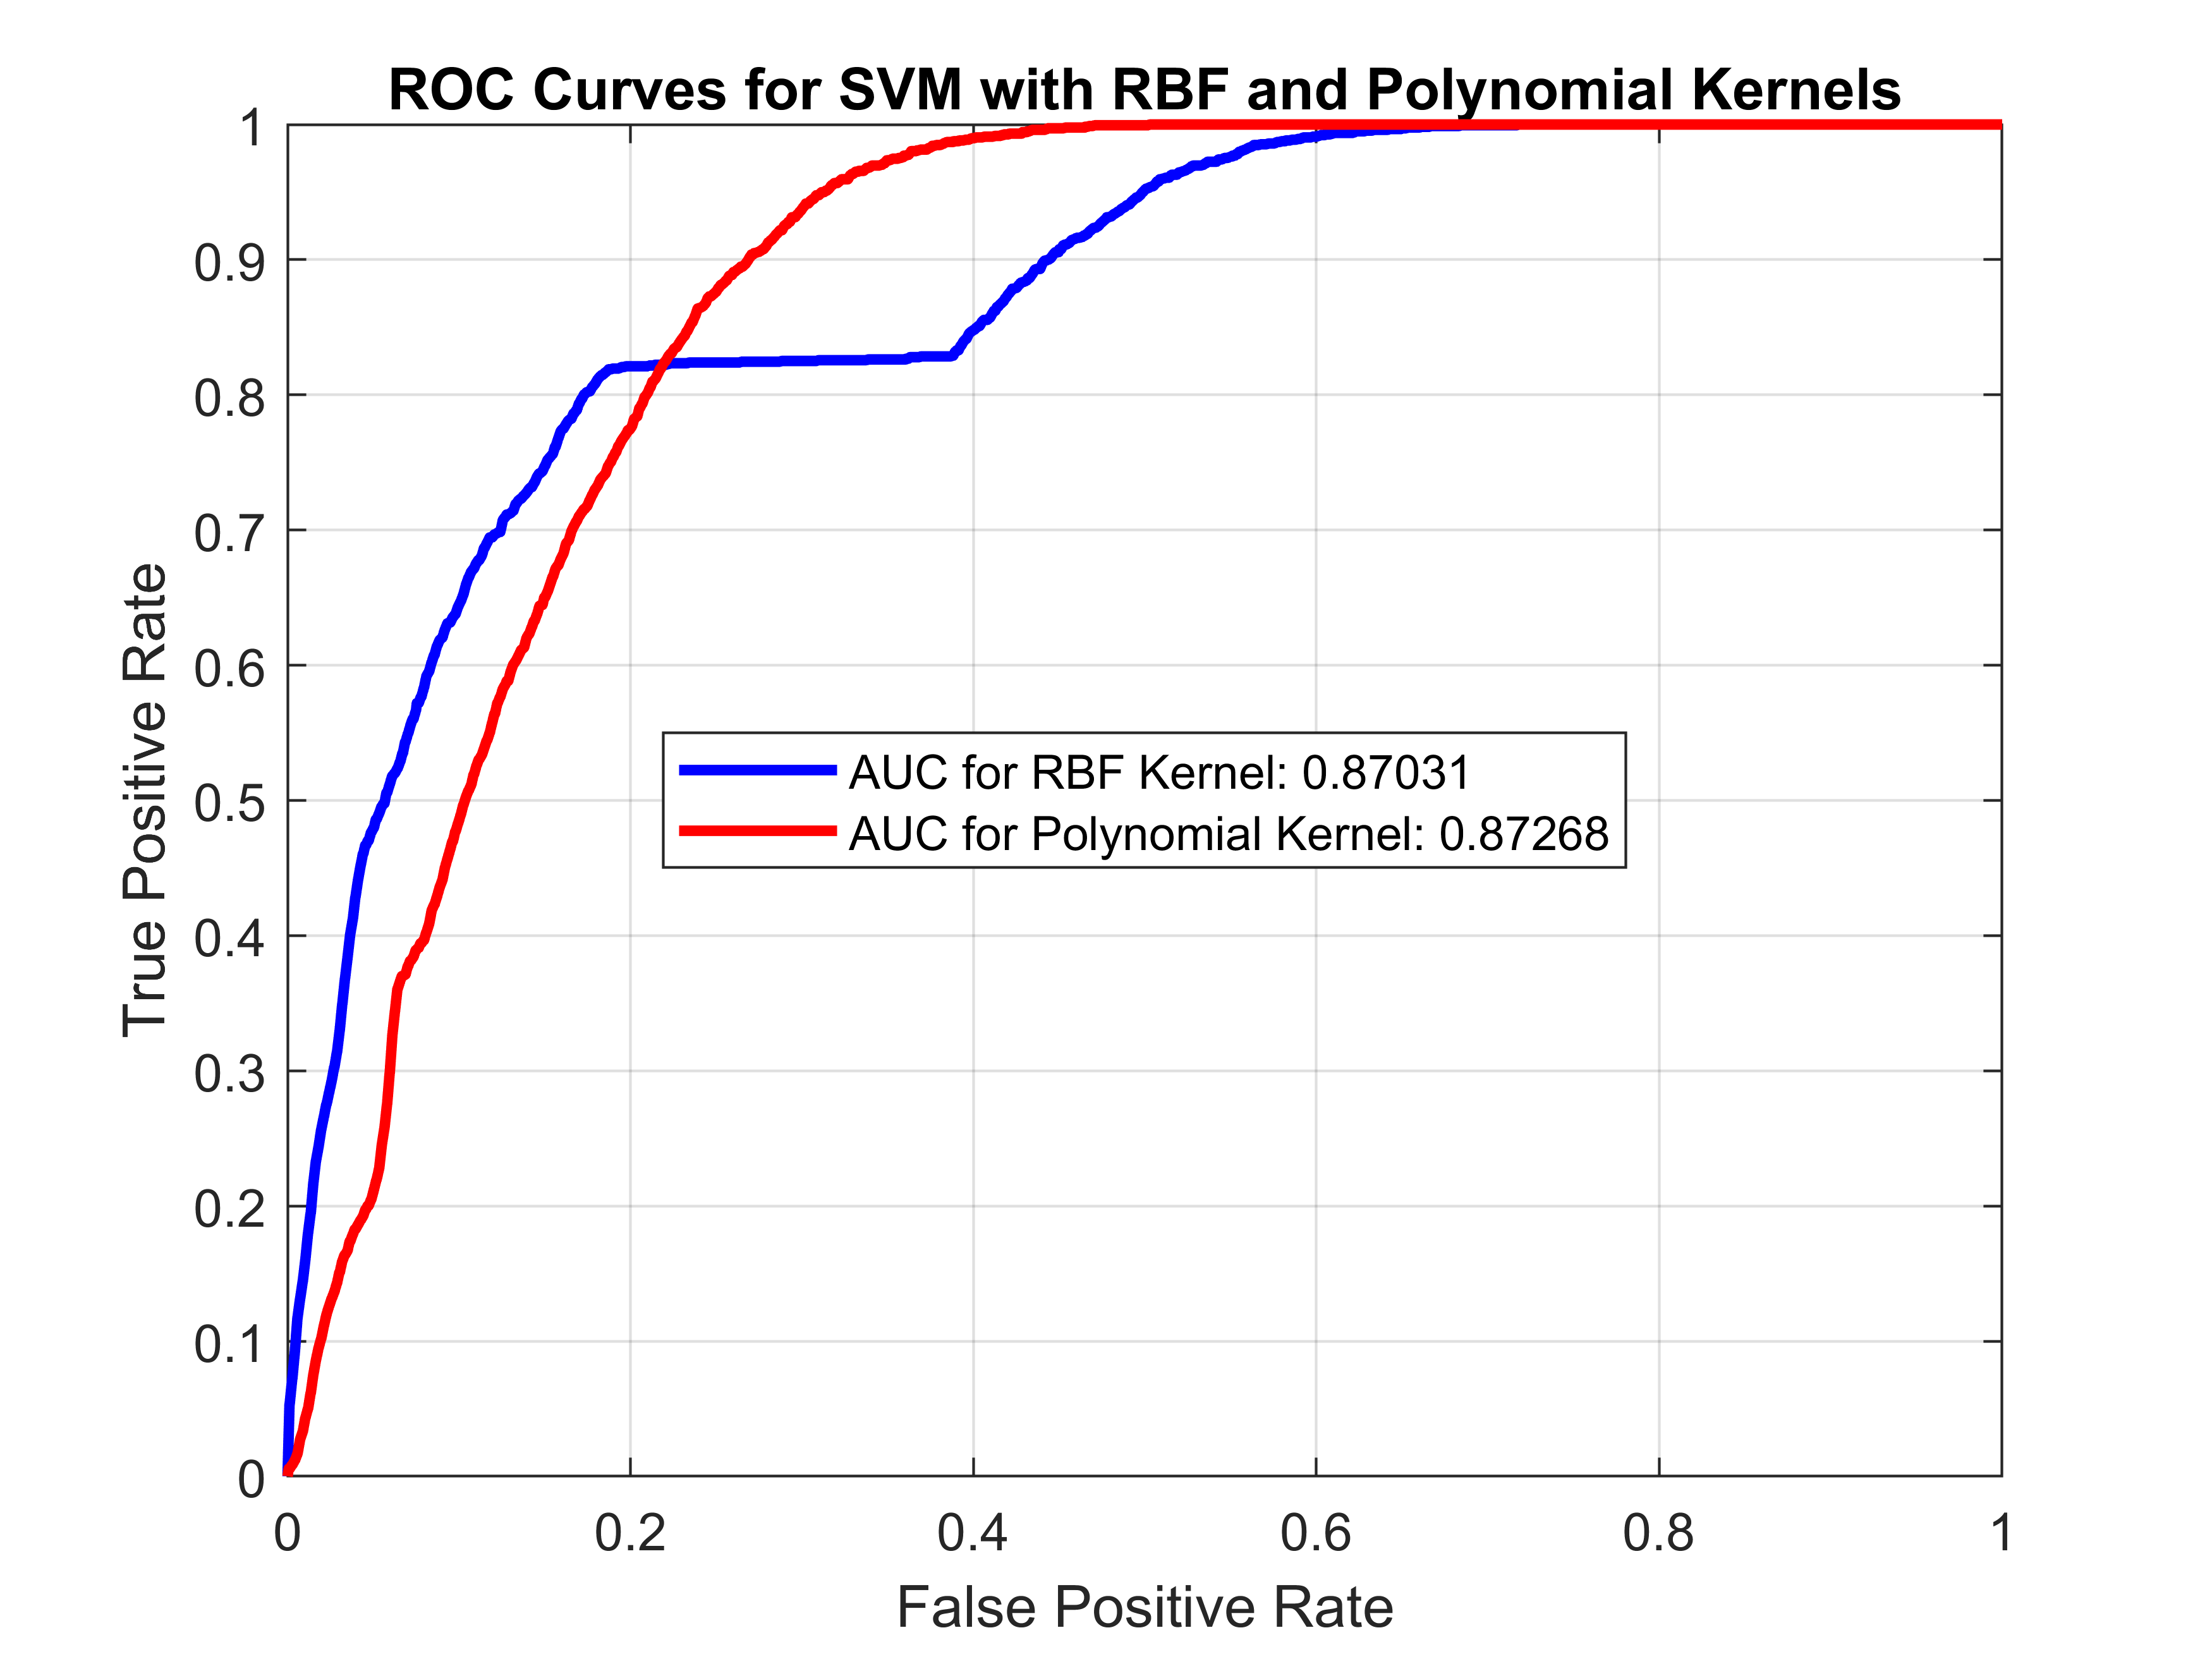 ROC Curves for SVM with RBF and Polynomial Kernels
1
0.9
0.8
0.7
0.6
0.5
0.4
0.3
0.2
0.1
0
True Positive Rate
AUC for RBF Kernel: 0.87031
AUC for Polynomial Kernel: 0.87268
0 0.2 0.4 0.6 0.8 1
False Positive Rate